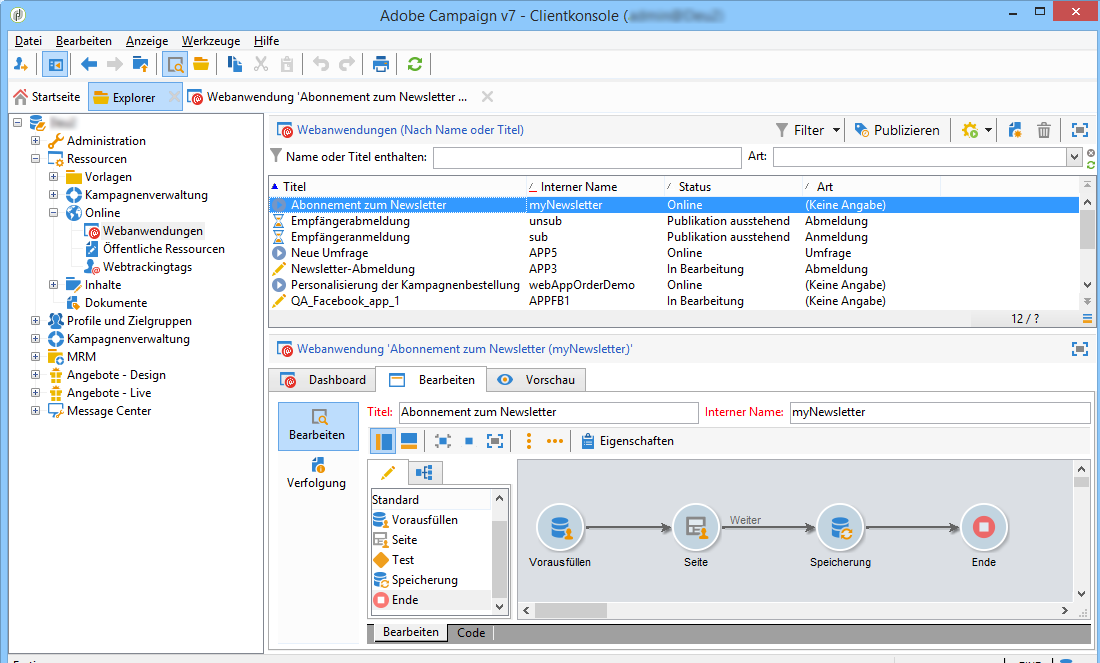 Adobe Campaign v7 - Clientkonsole (
Datei Bearbeiten Anzeige Werkzeuge Hilfe
Startseite Explorer Webanwendung 'Abonnement zum Newsletter ...
Administration
Ressourcen
Vorlagen
Kampagnenverwaltung
Online
Webanwendungen
Öffentliche Ressourcen
Webtrackingtags
Inhalte
Dokumente
Profile und Zielgruppen
Kampagnenverwaltung
MRM
Angebote - Design
Angebote - Live
Message Center
Webanwendungen (Nach Name oder Titel) Filter Publizieren
Name oder Titel enthalten: Art:
Titel Interner Name Status Art
Abonnement zum Newsletter myNewsletter Online (Keine Angabe)
Empfängerabmeldung unsub Publikation ausstehend Abmeldung
Empfängeranmeldung sub Publikation ausstehend Anmeldung
Neue Umfrage APP5 Online Umfrage
Newsletter-Abmeldung APP3 In Bearbeitung Abmeldung
Personalisierung der Kampagnenbestellung webAppOrderDemo Online (Keine Angabe)
QA_Facebook_app_1 APPFB1 In Bearbeitung (Keine Angabe)
12 / ?
Webanwendung 'Abonnement zum Newsletter (myNewsletter)'
Dashboard Bearbeiten Vorschau
Bearbeiten
Verfolgung
Titel: Abonnement zum Newsletter Interner Name: myNewsletter
Eigenschaften
Standard
Vorausfüllen
Seite
Test
Speicherung
Ende
Weiter
Vorausfüllen Seite Speicherung Ende
Bearbeiten Code